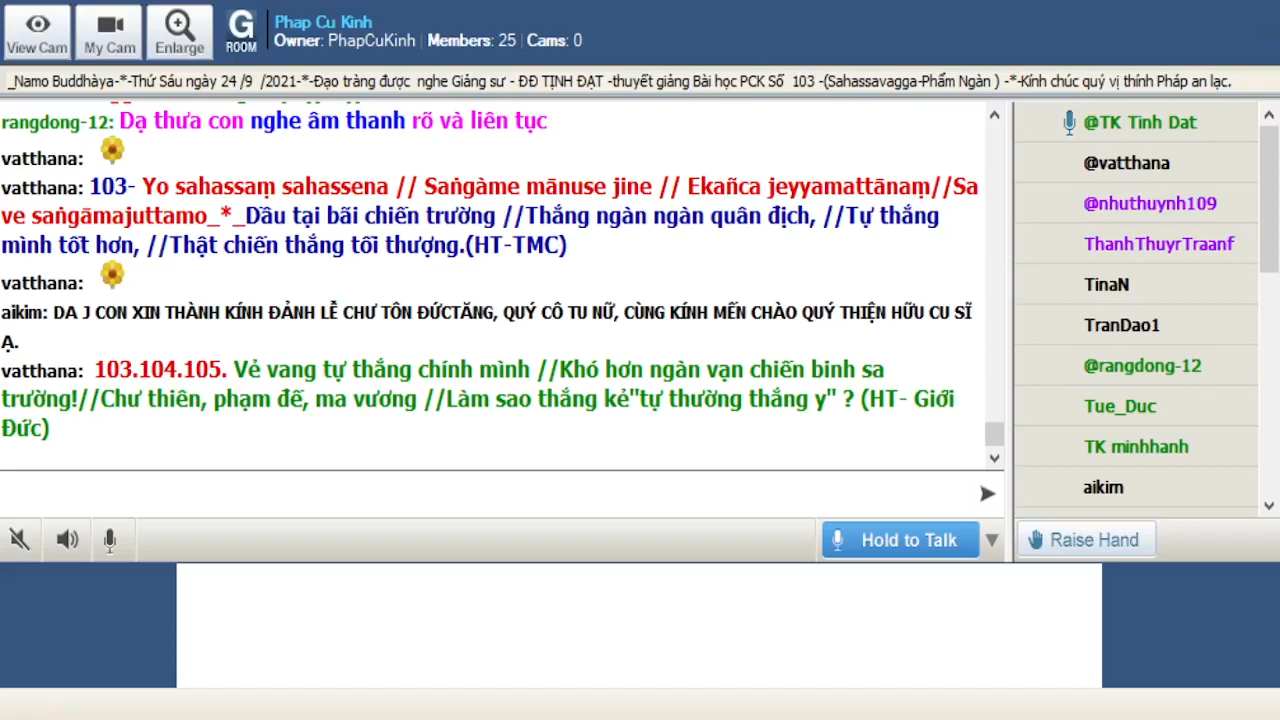 View Cam
My Cam
Enlarge
G
ROOM
Phap Cu Kinh
Owner: PhapCuKinh | Members: 25 | Cams: 0
_Namo Buddhàya-*-Thứ Sáu ngày 24 /9 /2021-*-Đạo tràng được nghe Giảng sư - ĐĐ TỊNH ĐẠT -thuyết giảng Bài học PCK Số 103 -(Sahassavagga-Phẩm Ngàn ) -*-Kính chúc quý vị thính Pháp an lạc.
rangdong-12: Dạ thưa con nghe âm thanh rõ và liên tục
vatthana:
vatthana: 103- Yo sahassaṃ sahassena // Saṅgàme mānuse jine // Ekañca jeyyamattānaṃ//Sa
ve saṅgāmajuttamo_*_Dầu tại bãi chiến trường //Thắng ngàn ngàn quân địch, //Tự thắng
mình tốt hơn, //Thật chiến thắng tối thượng.(HT-TMC)
vatthana:
aikim: DA J CON XIN THÀNH KÍNH ĐẢNH LỄ CHƯ TÔN ĐỨCTĂNG, QUÝ CÔ TU NỮ, CÙNG KÍNH MẾN CHÀO QUÝ THIỆN HỮU CU SĨ
Ạ.
vatthana: 103.104.105. Vẻ vang tự thắng chính mình //Khó hơn ngàn vạn chiến binh sa
trường!//Chư thiên, phạm đế, ma vương //Làm sao thắng kẻ"tự thường thắng y" ? (HT- Giới
Đức)
@TK Tinh Dat
@vatthana
@nhuthuynh109
ThanhThuyrTraanf
TinaN
TranDao1
@rangdong-12
Tue_Duc
TK minhhanh
aikim
Hold to Talk
Raise Hand